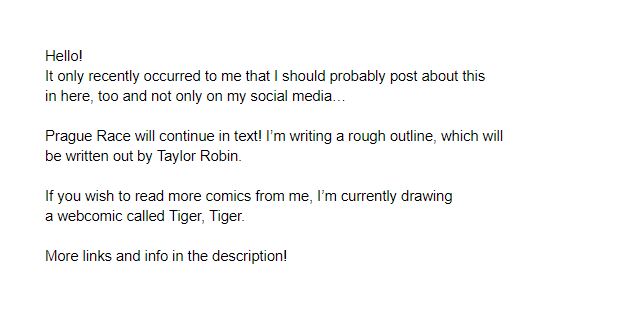 Hello!
It only recently occurred to me that I should probably post about this
in here, too and not only on my social media…
Prague Race will continue in text! I’m writing a rough outline, which will
be written out by Taylor Robin.
If you wish to read more comics from me, I’m currently drawing
a webcomic called Tiger, Tiger.
More links and info in the description!